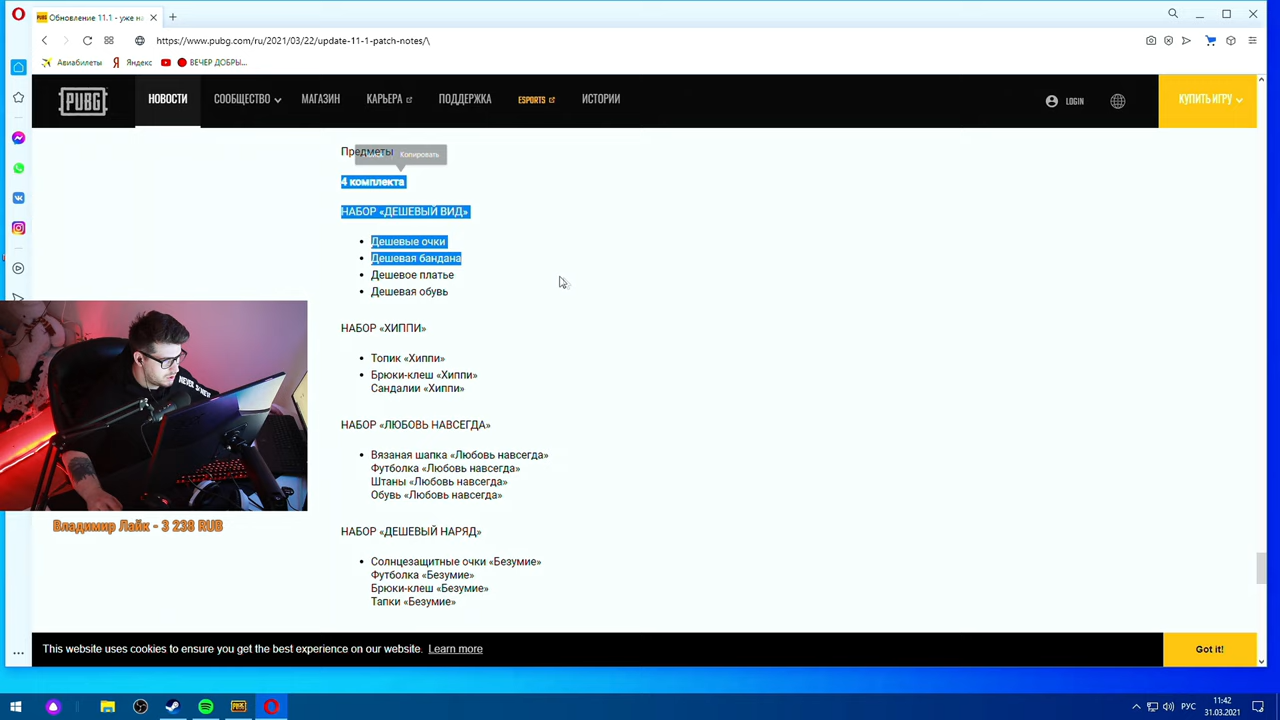 Обновление 11.1 - уже на
https://www.pubg.com/ru/2021/03/22/update-11-1-patch-notes/\
Авиабилеты
Яндекс
ВЕЧЕР ДОБРЫ...
PUBG
НОВОСТИ
СООБЩЕСТВО
МАГАЗИН
КАРЬЕРА
ПОДДЕРЖКА
ESPORTS
ИСТОРИИ
LOGIN
КУПИТЬ ИГРУ
Предметы
Копировать
4 комплекта
НАБОР «ДЕШЕВЫЙ ВИД»
Дешевые очки
Дешевая бандана
Дешевое платье
Дешевая обувь
НАБОР «ХИППИ»
Топик «Хиппи»
Брюки-клеш «Хиппи»
Сандалии «Хиппи»
НАБОР «ЛЮБОВЬ НАВСЕГДА»
Вязаная шапка «Любовь навсегда»
Футболка «Любовь навсегда»
Штаны «Любовь навсегда»
Обувь «Любовь навсегда»
НАБОР «ДЕШЕВЫЙ НАРЯД»
Солнцезащитные очки «Безумие»
Футболка «Безумие»
Брюки-клеш «Безумие»
Тапки «Безумие»
Владимир Лайк - 3 238 RUB
This website uses cookies to ensure you get the best experience on our website. Learn more
Got it!
РУС
11:42
31.03.2021